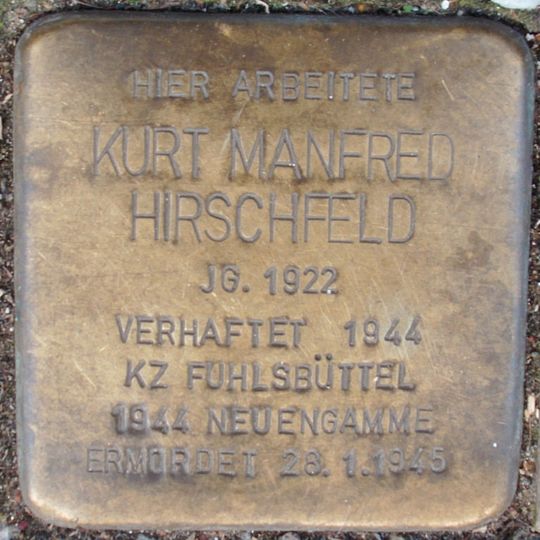 HIER ARBEITETE
KURT MANFRED
HIRSCHFELD
JG. 1922
VERHAFTET 1944
KZ FUHLSBÜTTEL
1944 NEUENGAMME
ERMORDET 28.1.1945